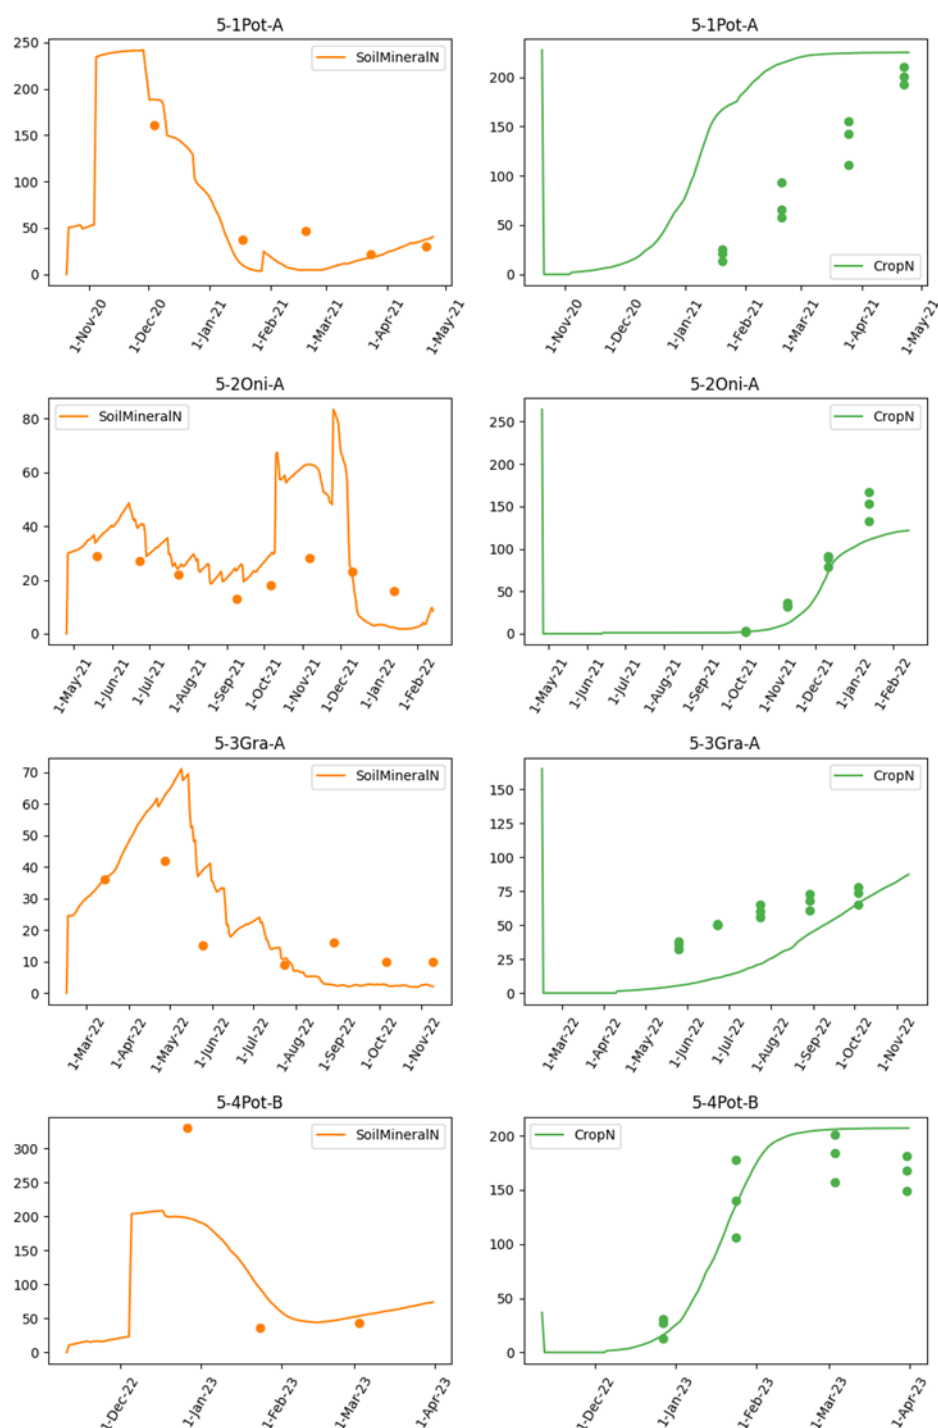 5-1Pot-A
5-1Pot-A
250
200
150
100
50
0
SoilMineralN
1-Nov-20
1-Dec-20
1-Jan-21
1-Feb-21
1-Mar-21
1-Apr-21
1-May-21
200
150
100
50
0
CropN
1-Nov-20
1-Dec-20
1-Jan-21
1-Feb-21
1-Mar-21
1-Apr-21
1-May-21
5-2Oni-A
5-2Oni-A
80
60
40
20
0
SoilMineralN
1-May-21
1-Jun-21
1-Jul-21
1-Aug-21
1-Sep-21
1-Oct-21
1-Nov-21
1-Dec-21
1-Jan-22
1-Feb-22
250
200
150
100
50
0
CropN
1-May-21
1-Jun-21
1-Jul-21
1-Aug-21
1-Sep-21
1-Oct-21
1-Nov-21
1-Dec-21
1-Jan-22
1-Feb-22
5-3Gra-A
5-3Gra-A
70
60
50
40
30
20
10
0
SoilMineralN
1-Mar-22
1-Apr-22
1-May-22
1-Jun-22
1-Jul-22
1-Aug-22
1-Sep-22
1-Oct-22
1-Nov-22
150
125
100
75
50
25
0
CropN
1-Mar-22
1-Apr-22
1-May-22
1-Jun-22
1-Jul-22
1-Aug-22
1-Sep-22
1-Oct-22
1-Nov-22
5-4Pot-B
5-4Pot-B
300
250
200
150
100
50
0
SoilMineralN
1-Dec-22
1-Jan-23
1-Feb-23
1-Mar-23
1-Apr-23
200
150
100
50
0
CropN
1-Dec-22
1-Jan-23
1-Feb-23
1-Mar-23
1-Apr-23